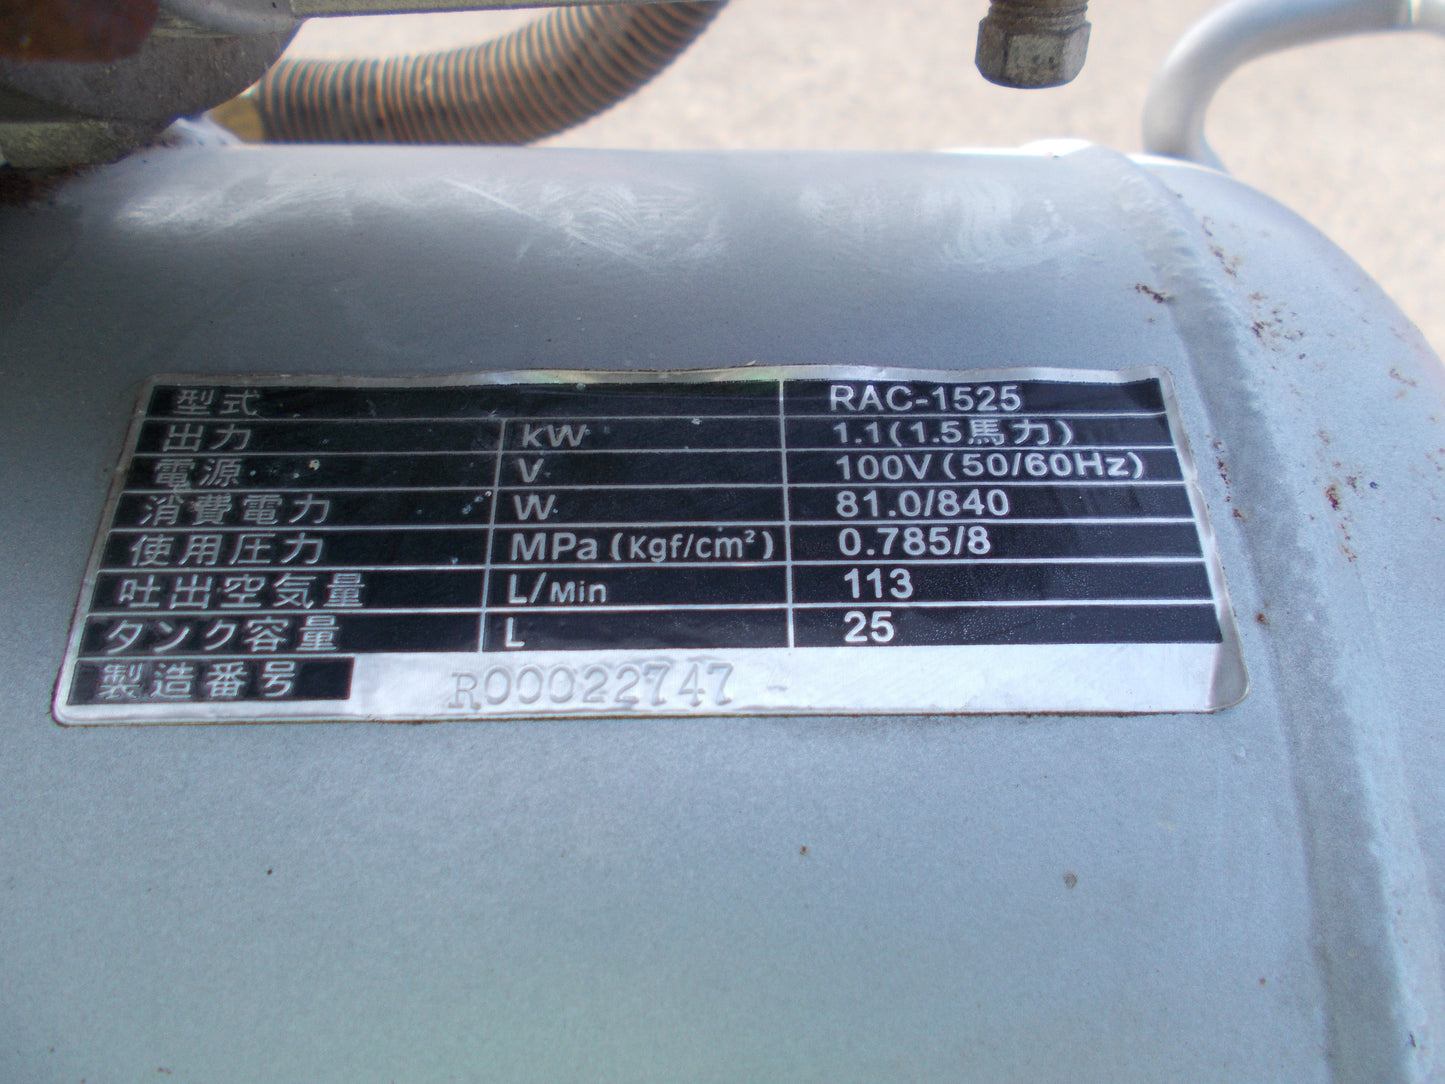 型式 RAC-1525
出力 kW 1.1(1.5馬力)
電源 V 100V(50/60Hz)
消費電力 W 81.0/840
使用圧力 MPa(Kgf/cm²) 0.785/8
吐出空気量 L/Min 113
タンク容量 L 25
製造番号 R00022747 -